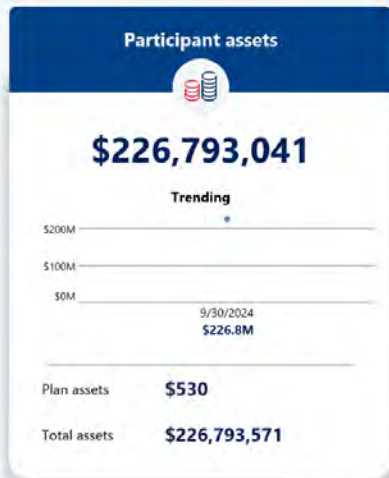 Participant assets
$226,793,041
Trending
$200M
$100M
$0M
9/30/2024
$226.8M
Plan assets $530
Total assets $226,793,571